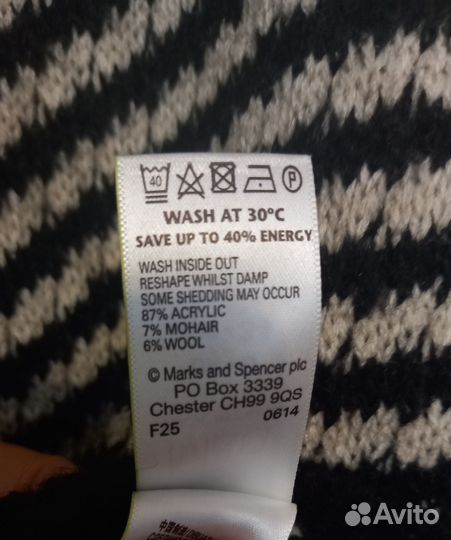 40 P
WASH AT 30°C
SAVE UP TO 40% ENERGY
WASH INSIDE OUT
RESHAPE WHILST DAMP
SOME SHEDDING MAY OCCUR
87% ACRYLIC
7% MOHAIR
6% WOOL
© Marks and Spencer plc
PO Box 3339
Chester CH99 9QS
F25 0614
Avito